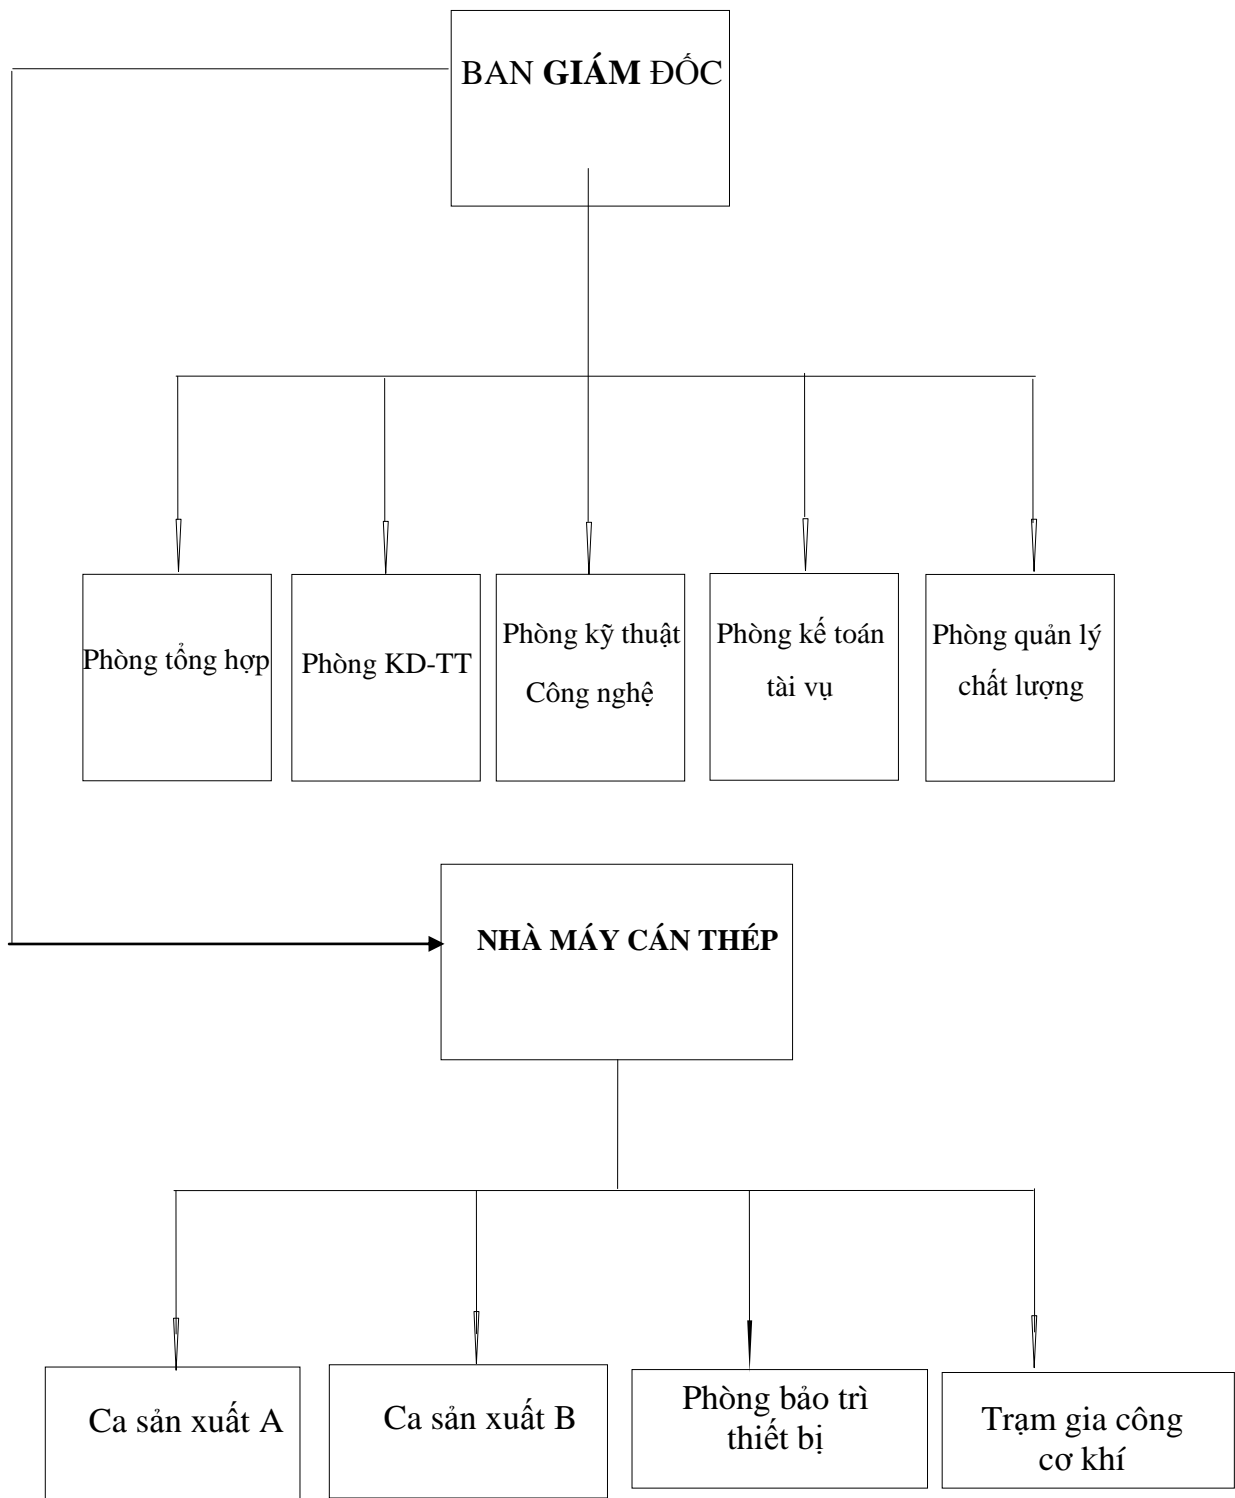 BAN GIÁM ĐỐC
Phòng tổng hợp
Phòng KD-TT
Phòng kỹ thuật
Công nghệ
Phòng kế toán
tài vụ
Phòng quản lý
chất lượng
NHÀ MÁY CÁN THÉP
Ca sản xuất A
Ca sản xuất B
Phòng bảo trì
thiết bị
Trạm gia công
cơ khí